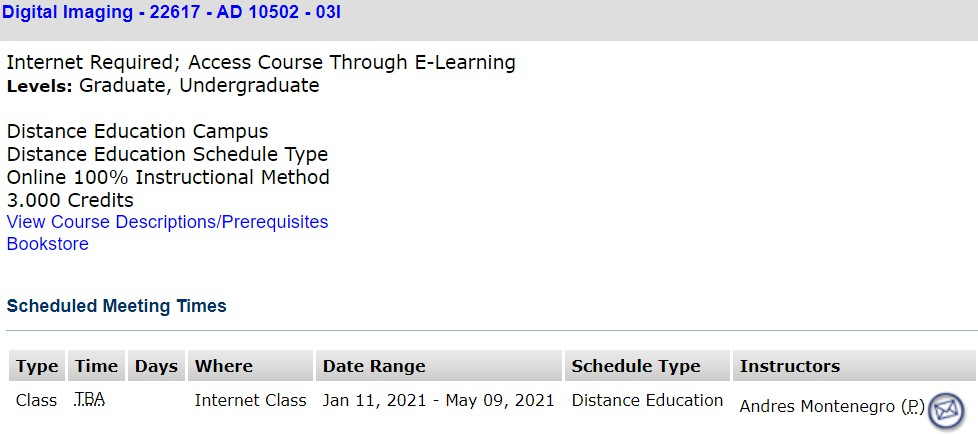 Digital Imaging - 22617 - AD 10502 - 03I
Internet Required; Access Course Through E-Learning
Levels: Graduate, Undergraduate
Distance Education Campus
Distance Education Schedule Type
Online 100% Instructional Method
3.000 Credits
View Course Descriptions/Prerequisites
Bookstore
Scheduled Meeting Times
Type Time Days Where Date Range Schedule Type Instructors
Class TBA Internet Class Jan 11, 2021 - May 09, 2021 Distance Education Andres Montenegro (P)